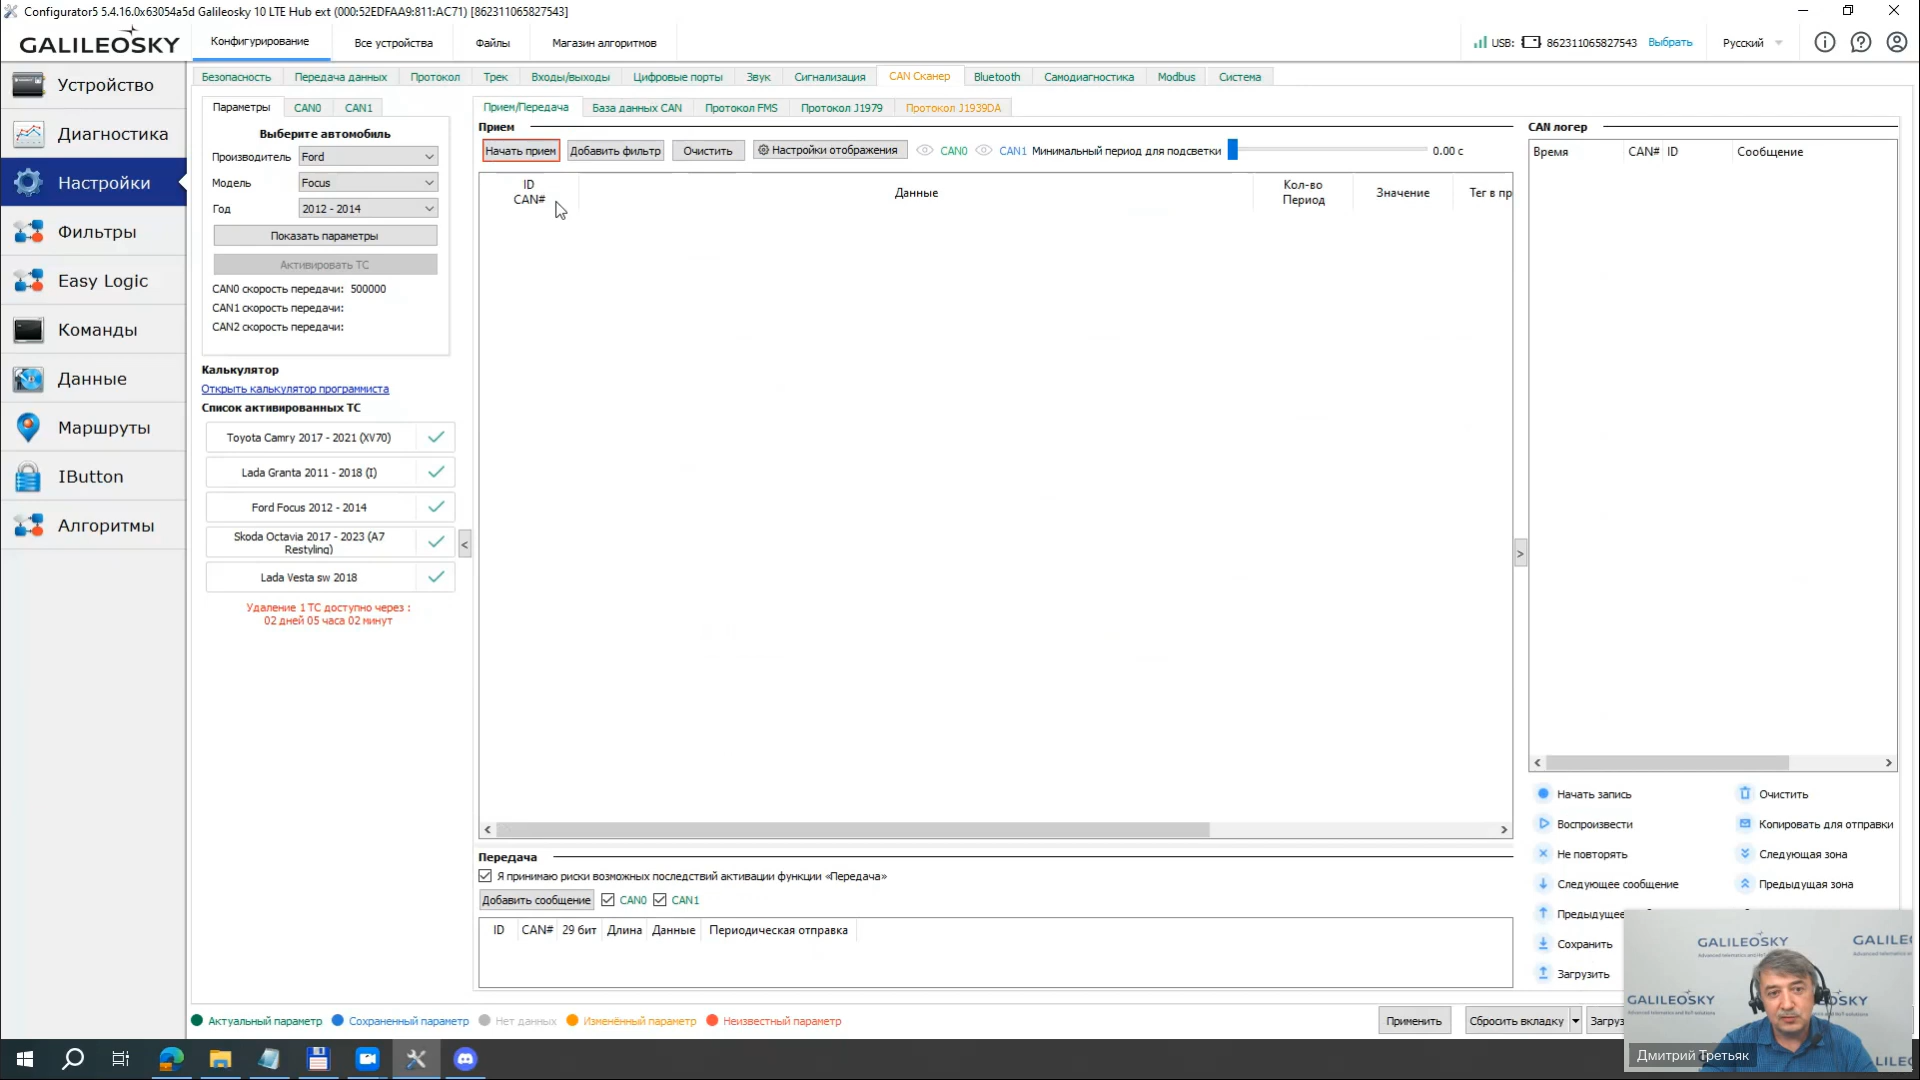 Configurator5 5.4.16.0x63054a5d Galileosky 10 LTE Hub ext (000:52EDFAA9:811:AC71) [862311065827543]
GALILEOSKY
Конфигурирование
Все устройства
Файлы
Магазин алгоритмов
USB:
862311065827543
Выбрать
Русский
Устройство
Диагностика
Настройки
Фильтры
Easy Logic
Команды
Данные
Маршруты
IButton
Алгоритмы
Безопасность
Передача данных
Протокол
Трек
Входы/выходы
Цифровые порты
Звук
Сигнализация
CAN Сканер
Bluetooth
Самодиагностика
Modbus
Система
Параметры
CAN0
CAN1
Выберите автомобиль
Производитель Ford
Модель Focus
Год 2012 - 2014
Показать параметры
Активировать ТС
CAN0 скорость передачи: 500000
CAN1 скорость передачи:
CAN2 скорость передачи:
Калькулятор
Открыть калькулятор программиста
Список активированных ТС
Toyota Camry 2017 - 2021 (XV70)
Lada Granta 2011 - 2018 (I)
Ford Focus 2012 - 2014
Skoda Octavia 2017 - 2023 (A7
Restyling)
Lada Vesta sw 2018
Удаление 1 ТС доступно через :
02 дней 05 часа 02 минут
Прием/Передача
База данных CAN
Протокол FMS
Протокол J1979
Протокол J1939DA
Прием
Начать прием
Добавить фильтр
Очистить
Настройки отображения
CAN0
CAN1
Минимальный период для подсветки
0.00 с
ID
CAN#
Данные
Кол-во
Период
Значение
Тег в пр
Передача
Я принимаю риски возможных последствий активации функции «Передача»
Добавить сообщение
CAN0
CAN1
ID
CAN#
29 бит
Длина
Данные
Периодическая отправка
CAN логер
Время
CAN#
ID
Сообщение
Начать запись
Очистить
Воспроизвести
Копировать для отправки
Не повторять
Следующая зона
Следующее сообщение
Предыдущая зона
Предыдущее
Сохранить
Загрузить
Актуальный параметр
Сохраненный параметр
Нет данных
Изменённый параметр
Неизвестный параметр
Применить
Сбросить вкладку
Загруз
GALILEOSKY
GALILE
GALILEOSKY
OSKY
Дмитрий Третьяк